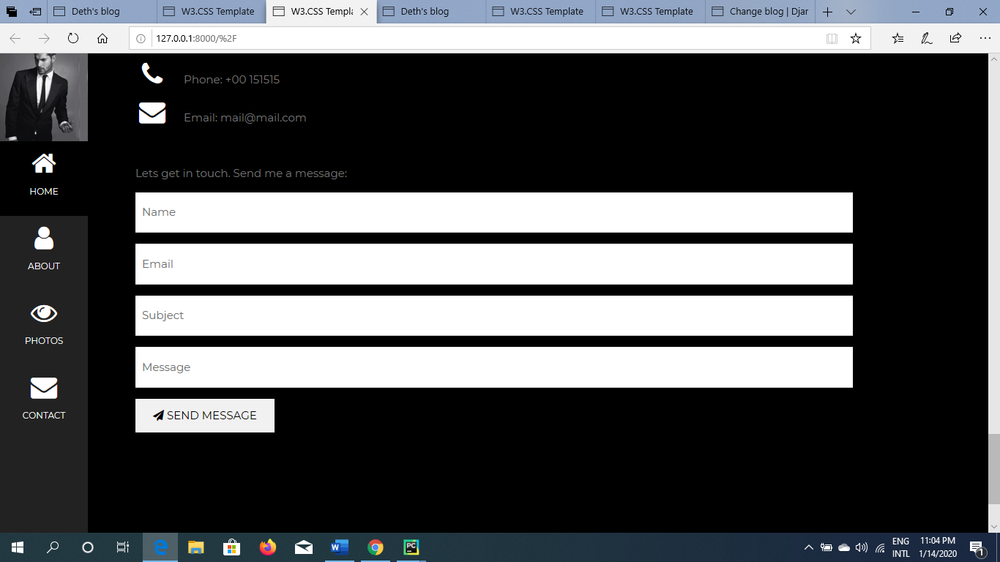 Deth's blog
W3.CSS Template
W3.CSS Templa
Deth's blog
W3.CSS Template
W3.CSS Template
Change blog | Djar
127.0.0.1:8000/%2F
Phone: +00 151515
Email: mail@mail.com
HOME
ABOUT
PHOTOS
CONTACT
Lets get in touch. Send me a message:
Name
Email
Subject
Message
SEND MESSAGE
W
PC
ENG
INTL
11:04 PM
1/14/2020
1